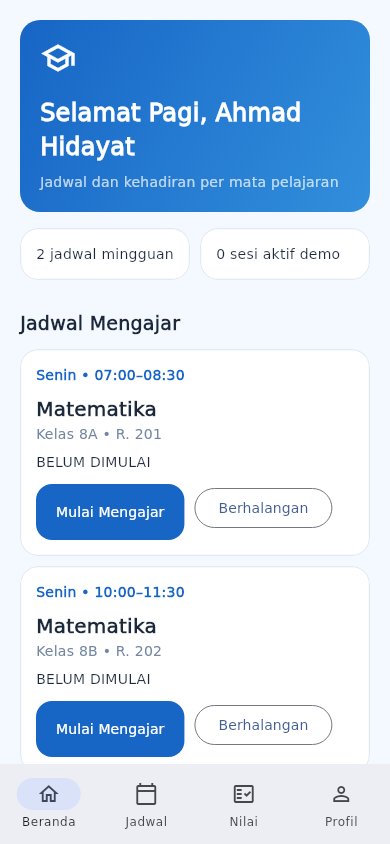 Selamat Pagi, Ahmad
Hidayat
Jadwal dan kehadiran per mata pelajaran
2 jadwal mingguan
0 sesi aktif demo
Jadwal Mengajar
Senin • 07:00–08:30
Matematika
Kelas 8A • R. 201
BELUM DIMULAI
Mulai Mengajar
Berhalangan
Senin • 10:00–11:30
Matematika
Kelas 8B • R. 202
BELUM DIMULAI
Mulai Mengajar
Berhalangan
Beranda
Jadwal
Nilai
Profil